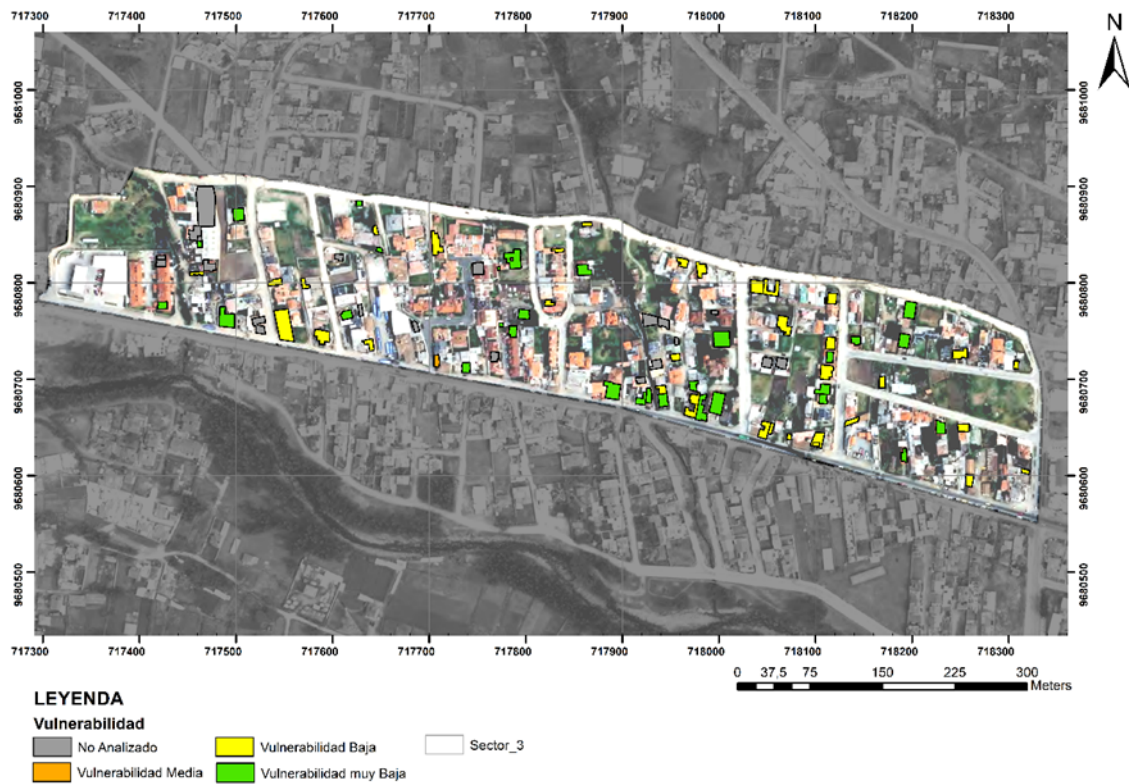 717300 717400 717500 717600 717700 717800 717900 718000 718100 718200 718300
N
9681000 9681000
9680900 9680900
9680800 9680800
9680700 9680700
9680600 9680600
9680500 9680500
717300 717400 717500 717600 717700 717800 717900 718000 718100 718200 718300
0 37,5 75 150 225 300
Meters
LEYENDA
Vulnerabilidad
No Analizado Vulnerabilidad Baja Sector_3
Vulnerabilidad Media Vulnerabilidad muy Baja